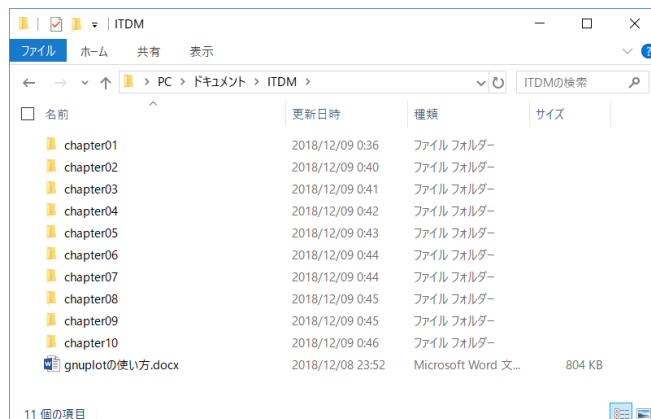 ITDM
ファイル ホーム 共有 表示
PC > ドキュメント > ITDM > ITDMの検索
名前 更新日時 種類 サイズ
chapter01 2018/12/09 0:36 ファイル フォルダー
chapter02 2018/12/09 0:40 ファイル フォルダー
chapter03 2018/12/09 0:41 ファイル フォルダー
chapter04 2018/12/09 0:42 ファイル フォルダー
chapter05 2018/12/09 0:43 ファイル フォルダー
chapter06 2018/12/09 0:44 ファイル フォルダー
chapter07 2018/12/09 0:44 ファイル フォルダー
chapter08 2018/12/09 0:45 ファイル フォルダー
chapter09 2018/12/09 0:45 ファイル フォルダー
chapter10 2018/12/09 0:46 ファイル フォルダー
gnuplotの使い方.docx 2018/12/08 23:52 Microsoft Word 文... 804 KB
11 個の項目